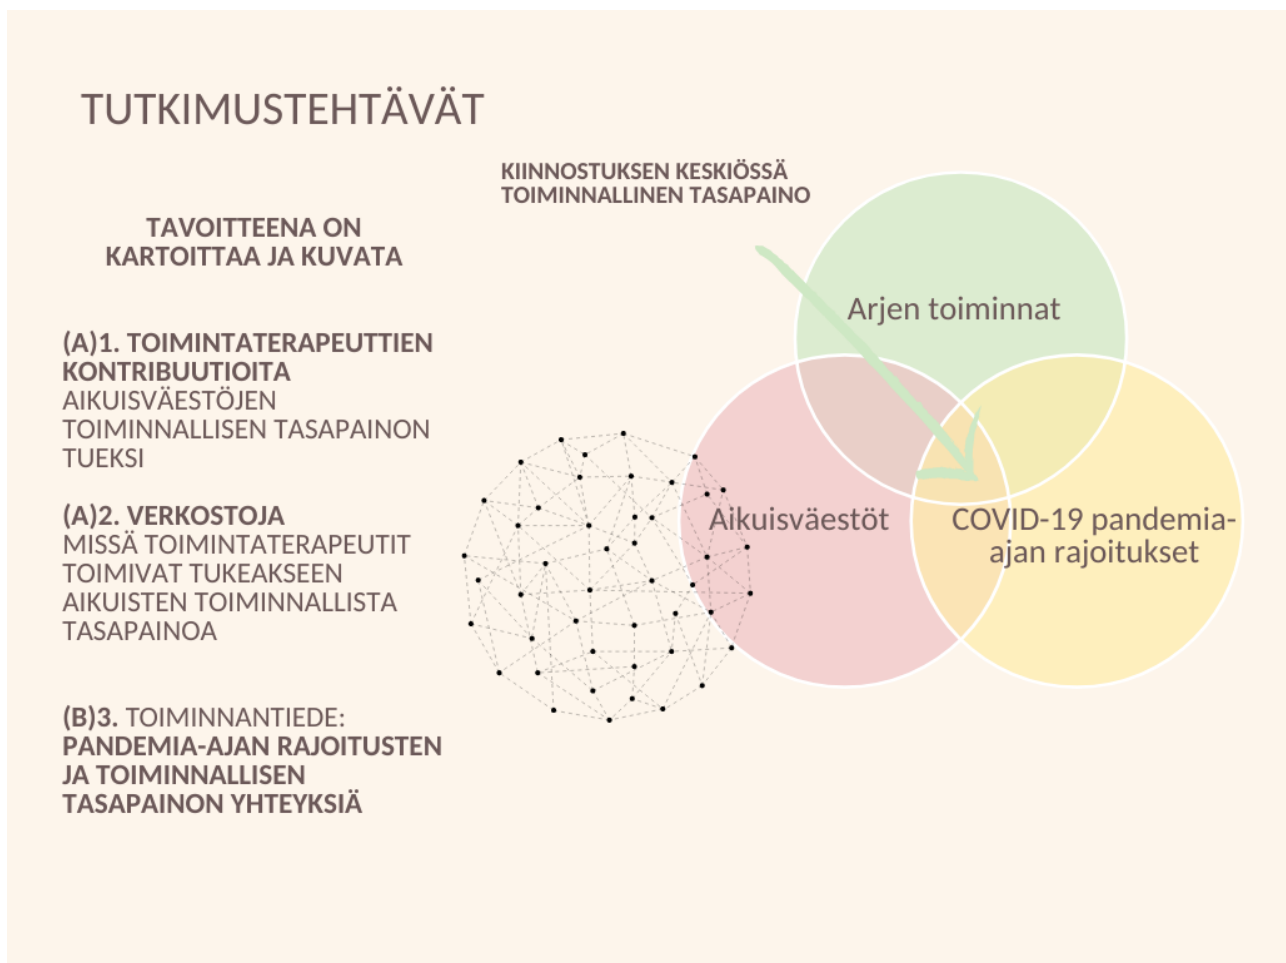 TUTKIMUSTEHTÄVÄT
TAVOITTEENA ON
KARTOITTAA JA KUVATA
(A)1. TOIMINTATERAPEUTTIEN
KONTRIBUUTIOITA
AIKUISVÄESTÖJEN
TOIMINNALLISEN TASAPAINON
TUEKSI
(A)2. VERKOSTOJA
MISSÄ TOIMINTATERAPEUTIT
TOIMIVAT TUKEAKSEEN
AIKUISTEN TOIMINNALLISTA
TASAPAINOA
(B)3. TOIMINNANTIEDE:
PANDEMIA-AJAN RAJOITUSTEN
JA TOIMINNALLISEN
TASAPAINON YHTEYKSIÄ
KIINNOSTUKSEN KESKIÖSSÄ
TOIMINNALLINEN TASAPAINO
Arjen toiminnat
Aikuisväestöt
COVID-19 pandemia-
ajan rajoitukset